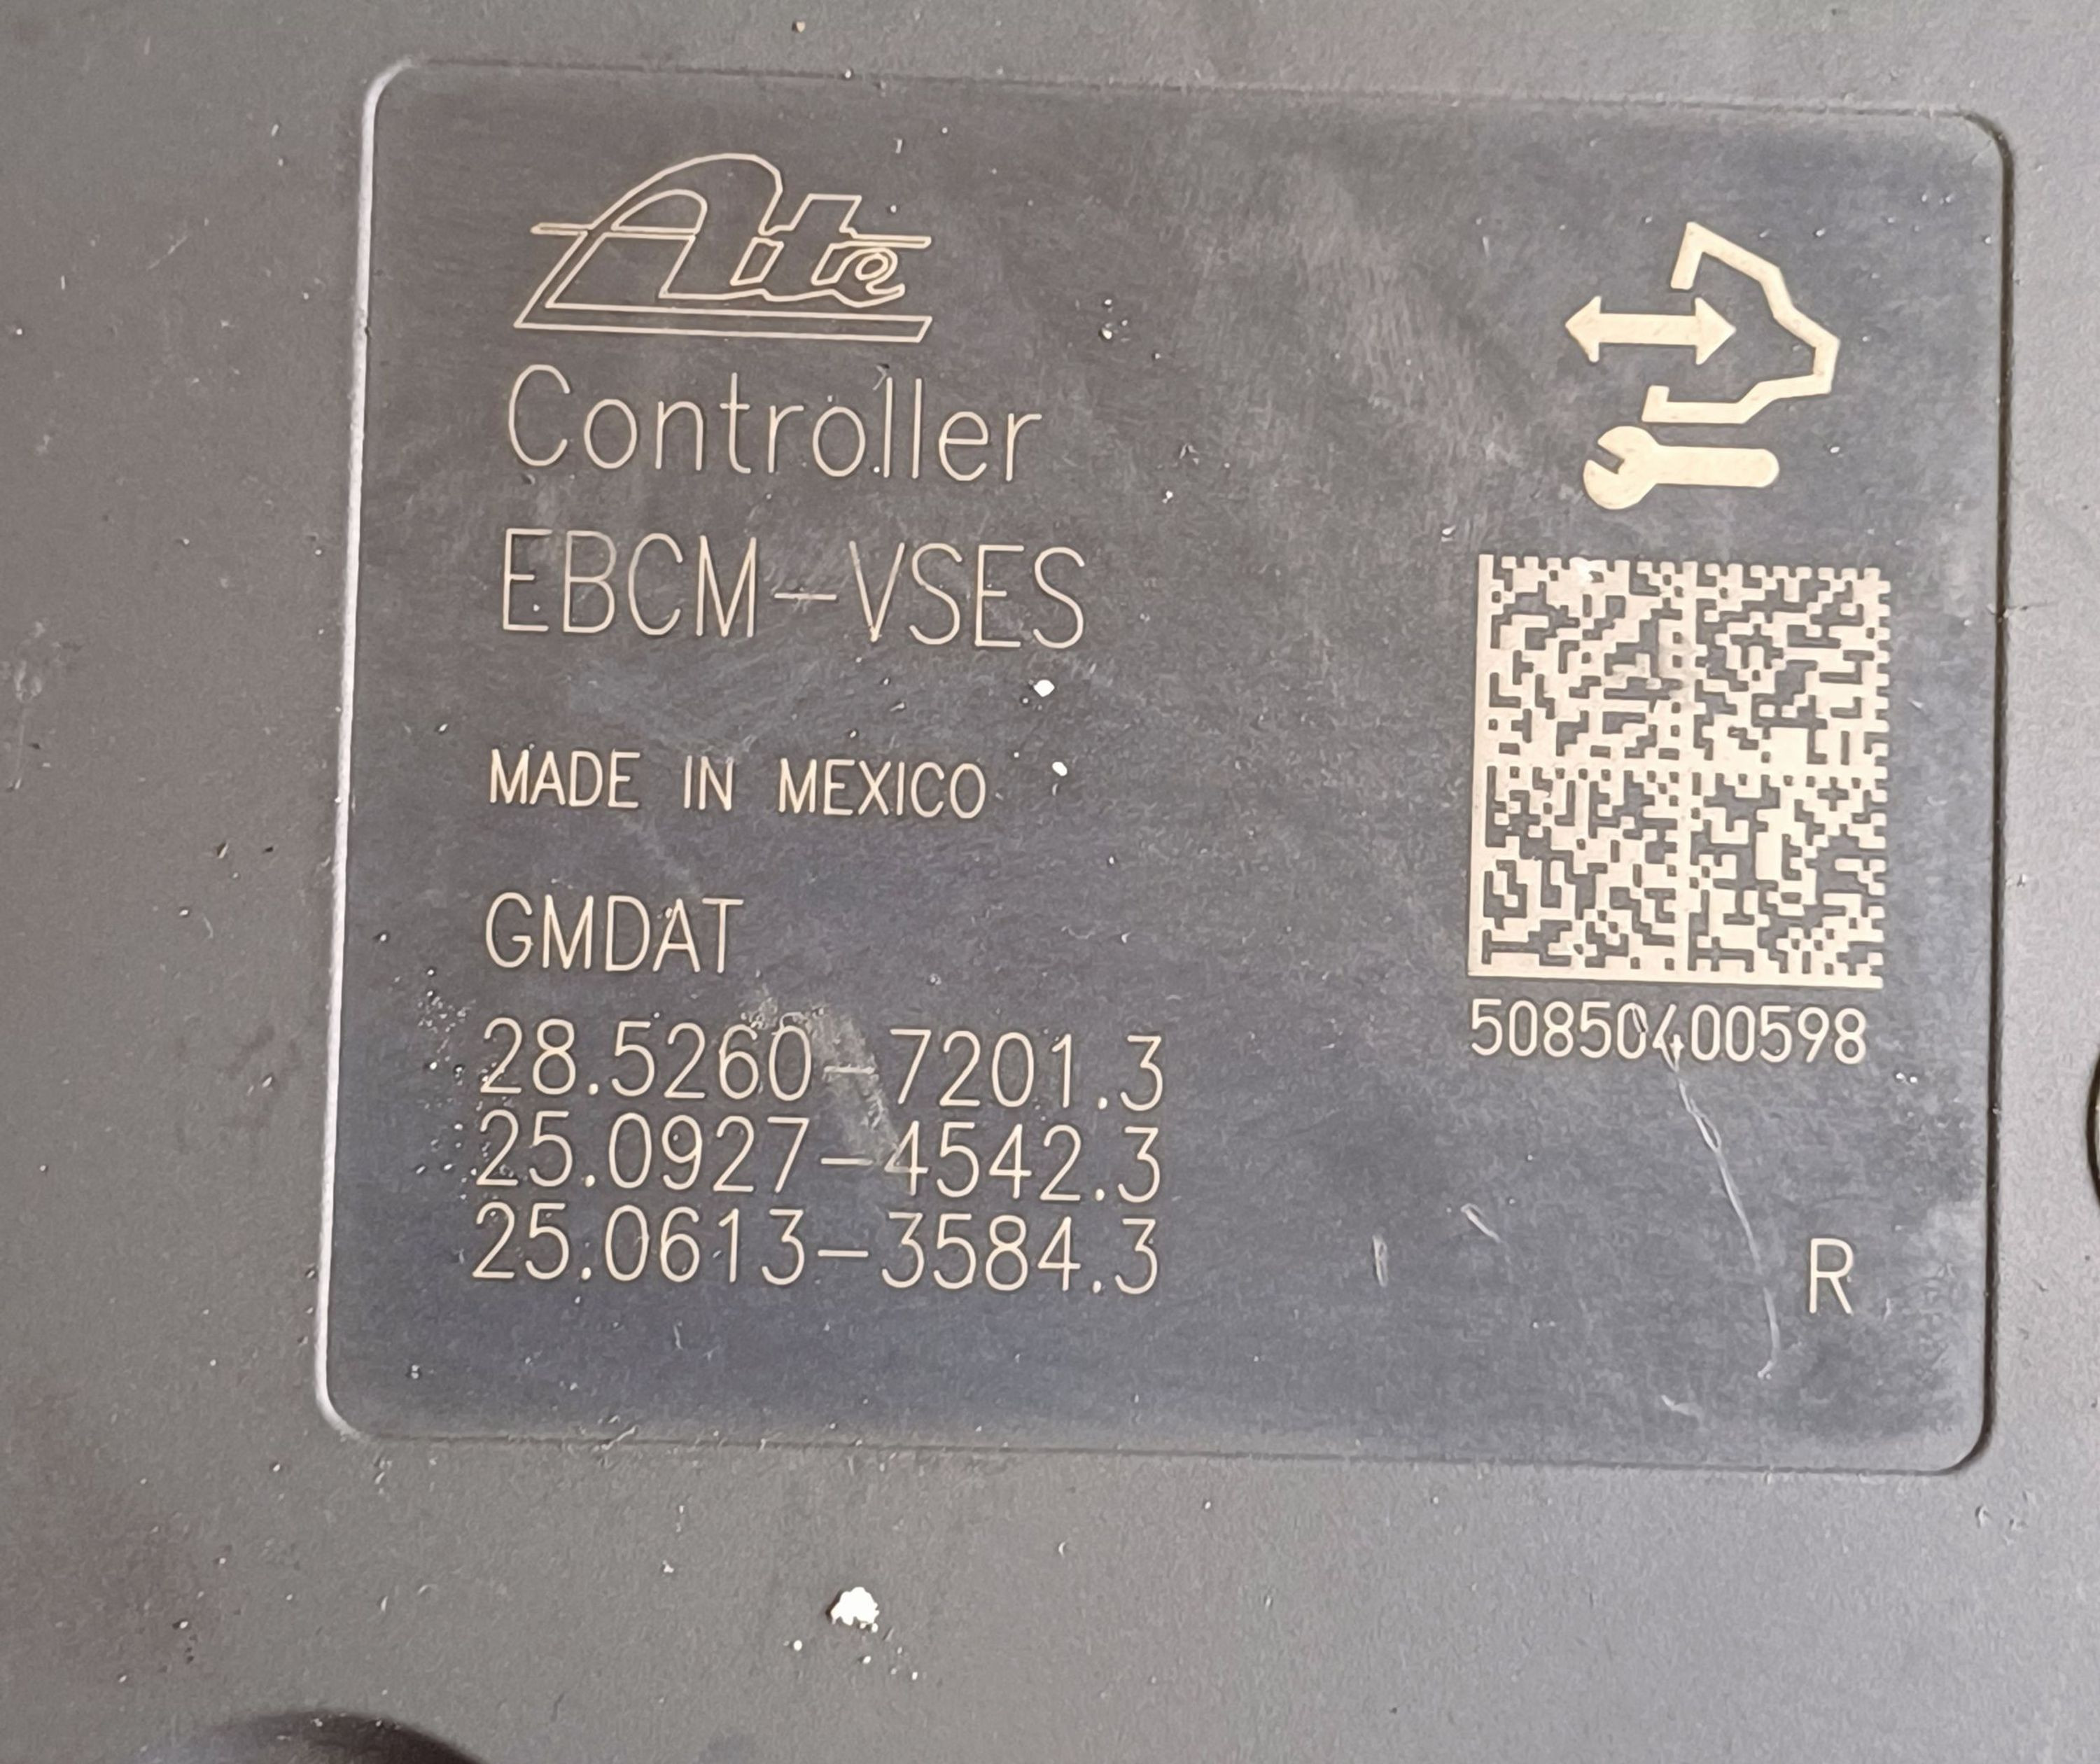 Ate
Controller
EBCM-VSES
MADE IN MEXICO
GMDAT
28.5260-7201.3
25.0927-4542.3
25.0613-3584.3
50850400598
R